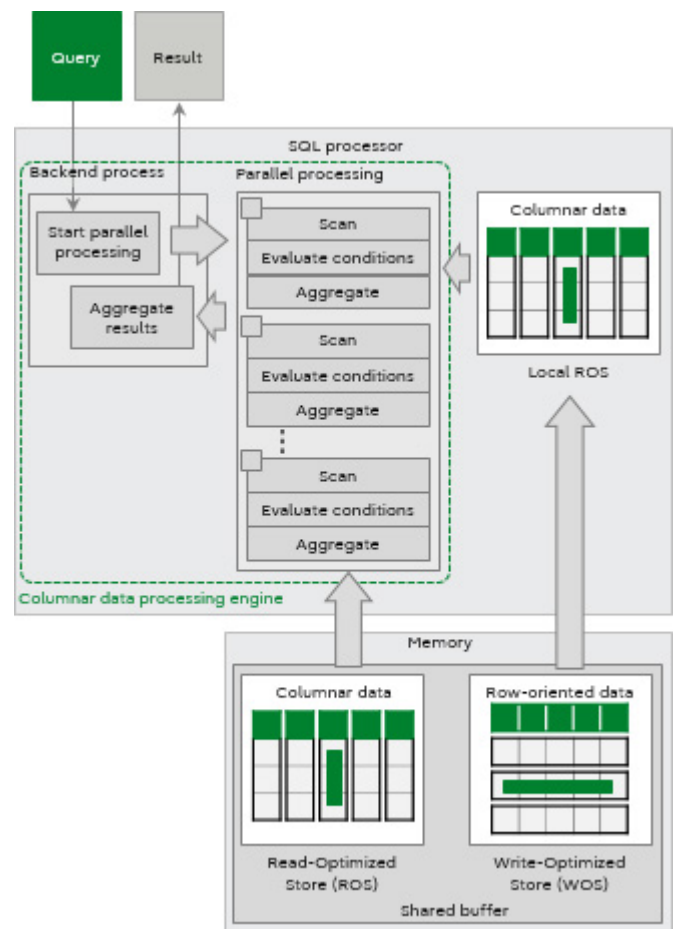 Query
Result
SQL processor
Backend process
Parallel processing
Start parallel
processing
Aggregate
results
Scan
Evaluate conditions
Aggregate
Scan
Evaluate conditions
Aggregate
Scan
Evaluate conditions
Aggregate
Columnar data
Local ROS
Columnar data processing engine
Memory
Columnar data
Read-Optimized
Store (ROS)
Row-oriented data
Write-Optimized
Store (WOS)
Shared buffer